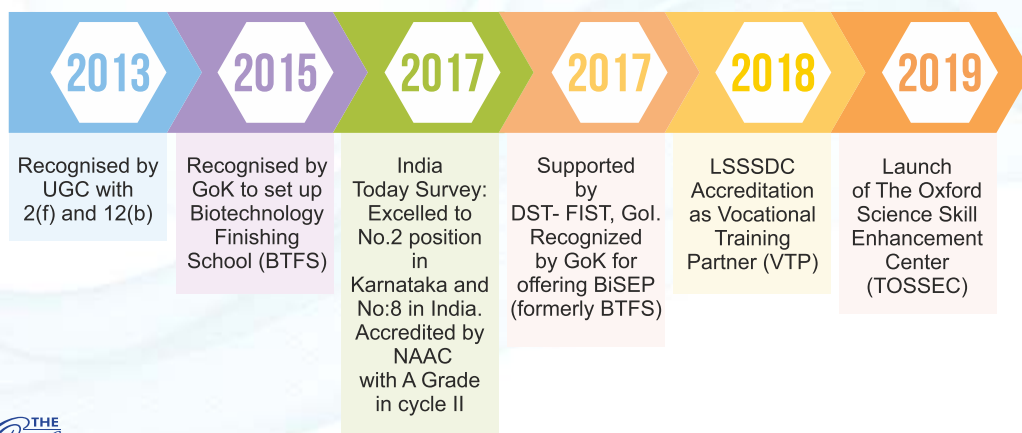 2013
Recognised by
UGC with
2(f) and 12(b)
2015
Recognised by
GoK to set up
Biotechnology
Finishing
School (BTFS)
2017
India
Today Survey:
Excelled to
No.2 position
in
Karnataka and
No:8 in India.
Accredited by
NAAC
with A Grade
in cycle II
2017
Supported
by
DST- FIST, GoI.
Recognized
by GoK for
offering BiSEP
(formerly BTFS)
2018
LSSSDC
Accreditation
as Vocational
Training
Partner (VTP)
2019
Launch
of The Oxford
Science Skill
Enhancement
Center
(TOSSEC)
THE